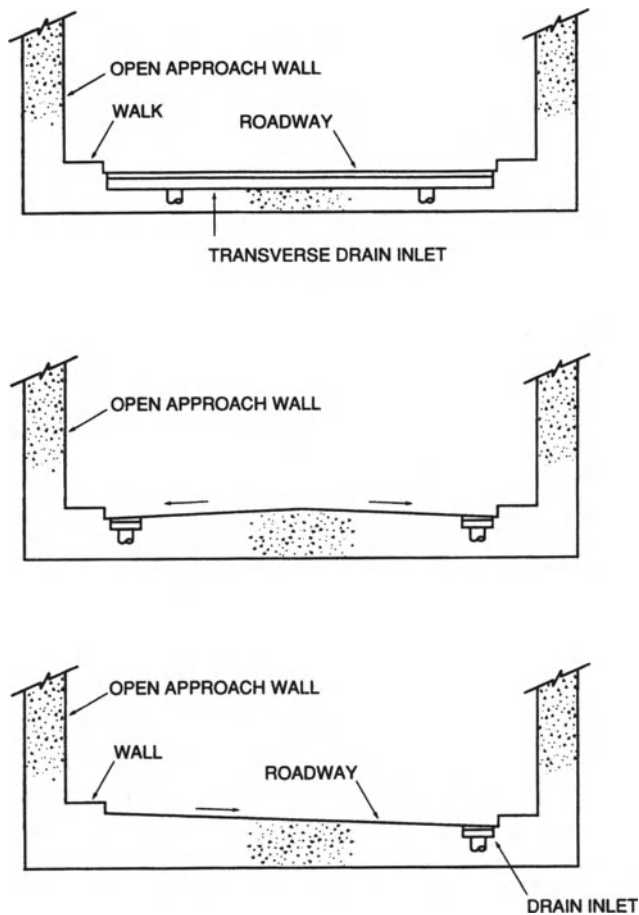 OPEN APPROACH WALL
WALK
ROADWAY
TRANSVERSE DRAIN INLET
OPEN APPROACH WALL
OPEN APPROACH WALL
WALL
ROADWAY
DRAIN INLET